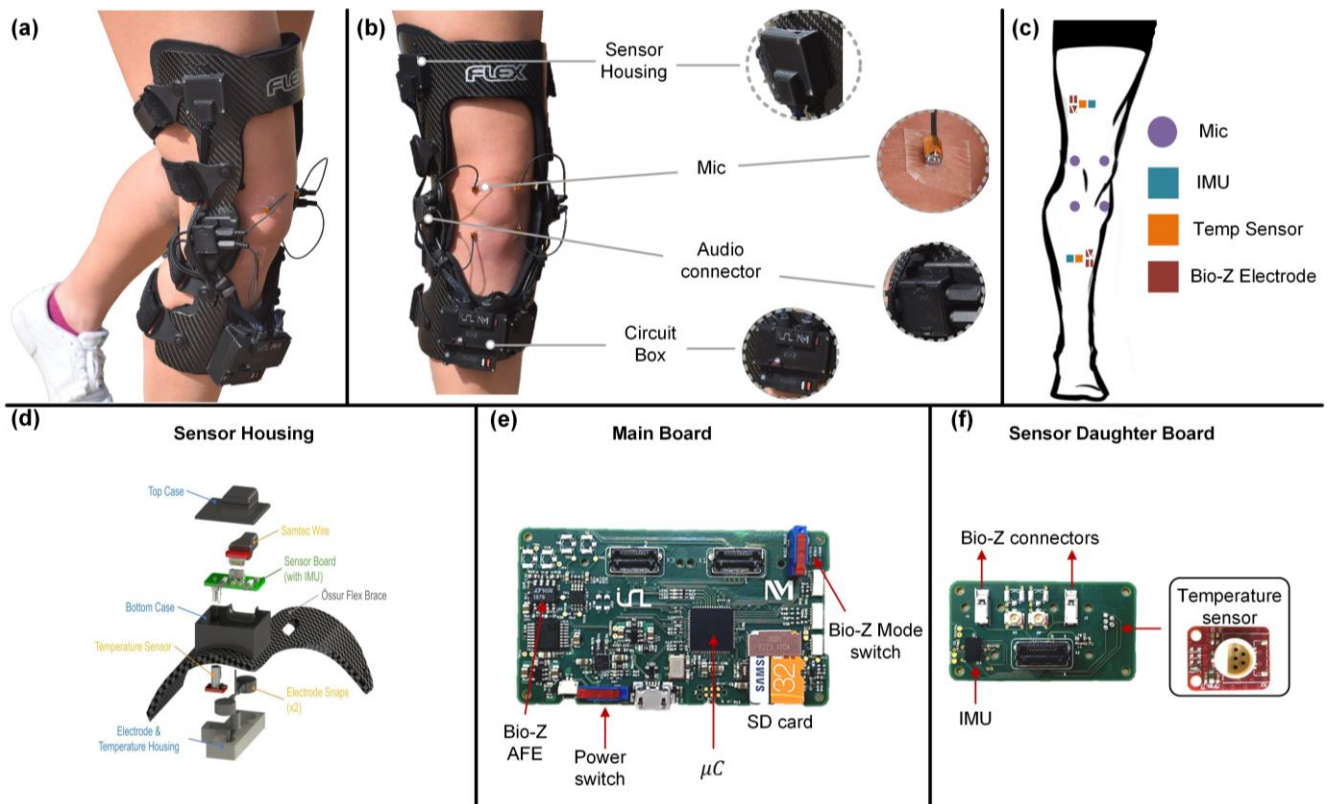 (a)
FLEX
(b)
FLEX
Sensor
Housing
Mic
Audio
connector
Circuit
Box
(c)
Mic
IMU
Temp Sensor
Bio-Z Electrode
(d)
Sensor Housing
Top Case
Samtec Wire
Sensor Board
(with IMU)
Össur Flex Brace
Bottom Case
Temperature Sensor
Electrode Snaps
(x2)
Electrode &
Temperature Housing
(e)
Main Board
SAMSU
32
Bio-Z Mode
switch
SD card
Bio-Z
AFE
Power
switch
μC
(f)
Sensor Daughter Board
Bio-Z connectors
Temperature
sensor
IMU